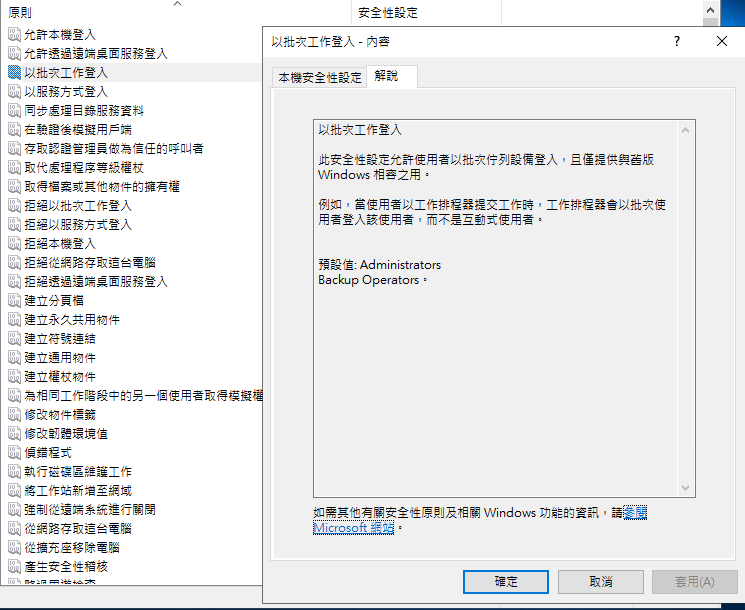 原則
安全性設定
允許本機登入
允許透過遠端桌面服務登入
以批次工作登入
以服務方式登入
同步處理目錄服務資料
在驗證後模擬用戶端
存取認證管理員做為信任的呼叫者
取代處理程序等級權杖
取得檔案或其他物件的擁有權
拒絕以批次工作登入
拒絕以服務方式登入
拒絕本機登入
拒絕從網路存取這台電腦
拒絕透過遠端桌面服務登入
建立分頁檔
建立永久共用物件
建立符號連結
建立通用物件
建立權杖物件
為相同工作階段中的另一個使用者取得模擬權
修改物件標籤
修改韌體環境值
偵錯程式
執行磁碟區維護工作
將工作站新增至網域
強制從遠端系統進行關閉
從網路存取這台電腦
從擴充座移除電腦
產生安全性稽核
以批次工作登入 - 內容
?
本機安全性設定
解說
以批次工作登入
此安全性設定允許使用者以批次佇列設備登入，且僅提供與舊版
Windows 相容之用。
例如，當使用者以工作排程器提交工作時，工作排程器會以批次使
用者登入該使用者，而不是互動式使用者。
預設值: Administrators
Backup Operators。
如需其他有關安全性原則及相關 Windows 功能的資訊，請參閱
Microsoft 網站。
確定
取消
套用(A)